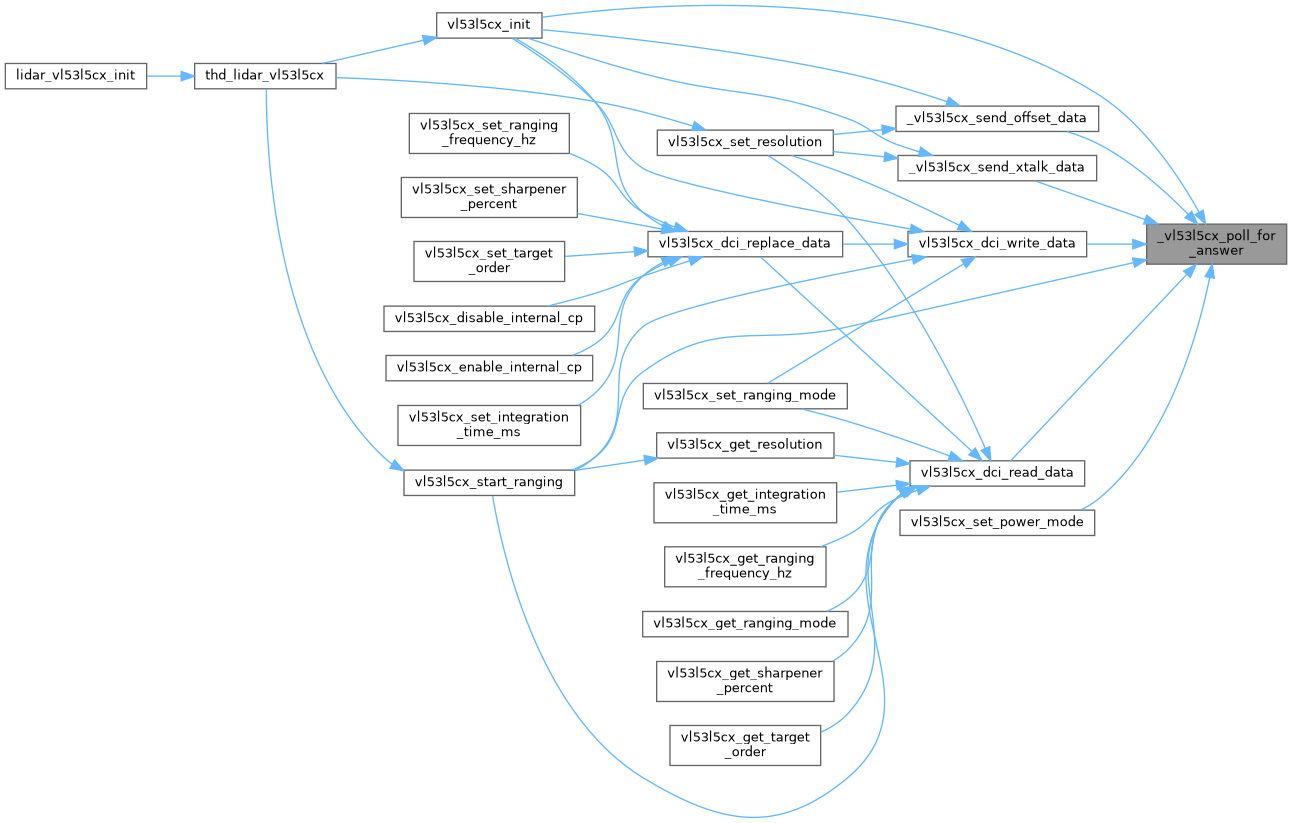 vl53l5cx_init
lidar_vl53l5cx_init
thd_lidar_vl53l5cx
_vl53l5cx_send_offset_data
vl53l5cx_set_ranging
_frequency_hz
vl53l5cx_set_resolution
_vl53l5cx_send_xtalk_data
vl53l5cx_set_sharpener
_percent
vl53l5cx_set_target
_order
vl53l5cx_dci_replace_data
vl53l5cx_dci_write_data
_vl53l5cx_poll_for
_answer
vl53l5cx_disable_internal_cp
vl53l5cx_enable_internal_cp
vl53l5cx_set_ranging_mode
vl53l5cx_set_integration
_time_ms
vl53l5cx_get_resolution
vl53l5cx_dci_read_data
vl53l5cx_start_ranging
vl53l5cx_get_integration
_time_ms
vl53l5cx_set_power_mode
vl53l5cx_get_ranging
_frequency_hz
vl53l5cx_get_ranging_mode
vl53l5cx_get_sharpener
_percent
vl53l5cx_get_target
_order